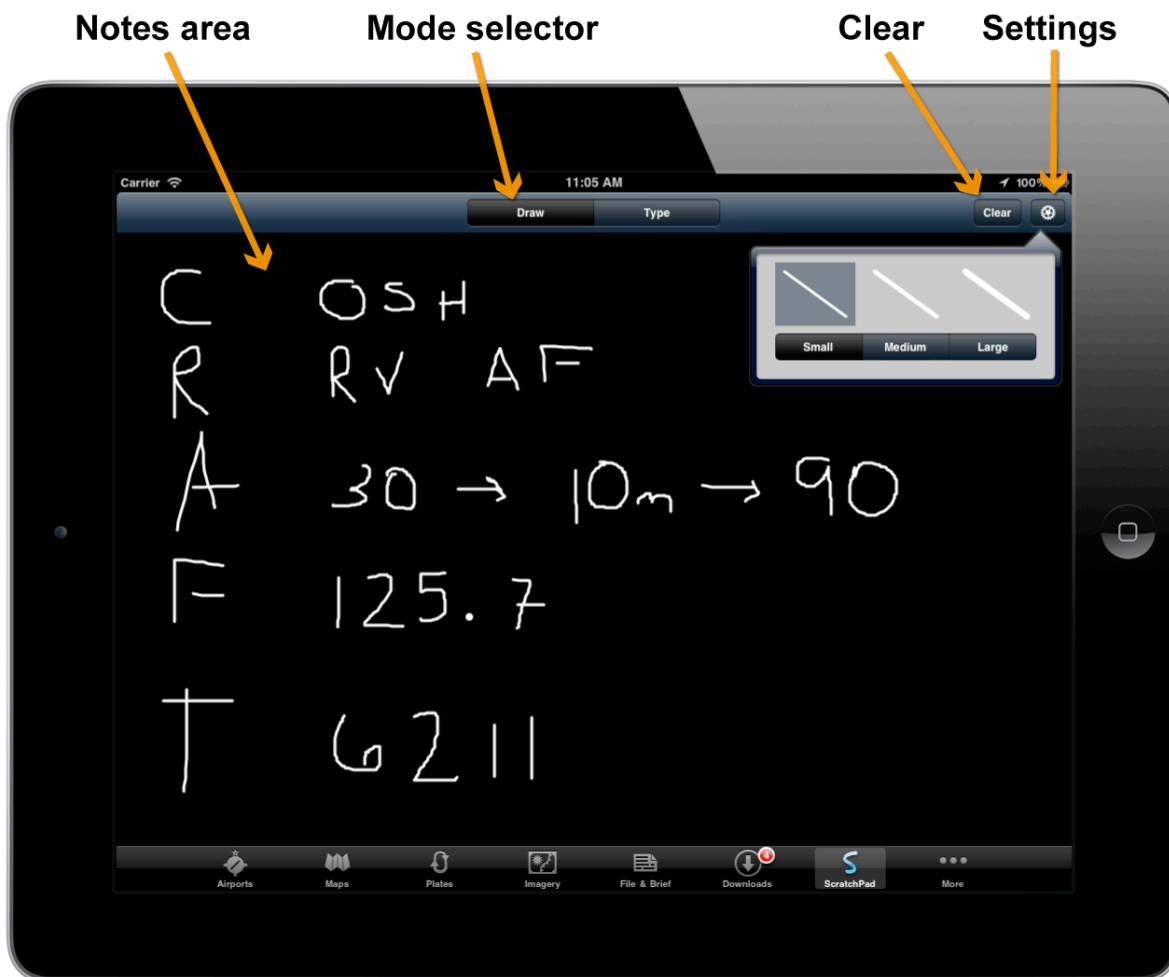 Notes area Mode selector Clear Settings
Carrier 11:05 AM 100%
Draw Type Clear
C OSH
Small Medium Large
R RV AF
A 30 → 10m → 90
F 125.7
T 6211
4
Airports Maps Plates Imagery File & Brief Downloads ScratchPad More